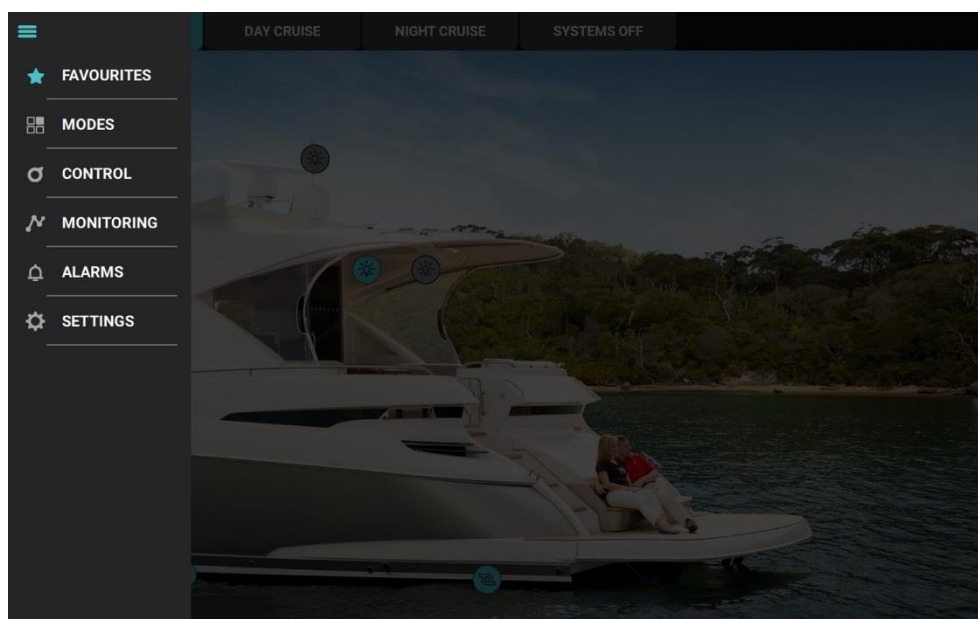 DAY CRUISE
NIGHT CRUISE
SYSTEMS OFF
FAVOURITES
MODES
CONTROL
MONITORING
ALARMS
SETTINGS